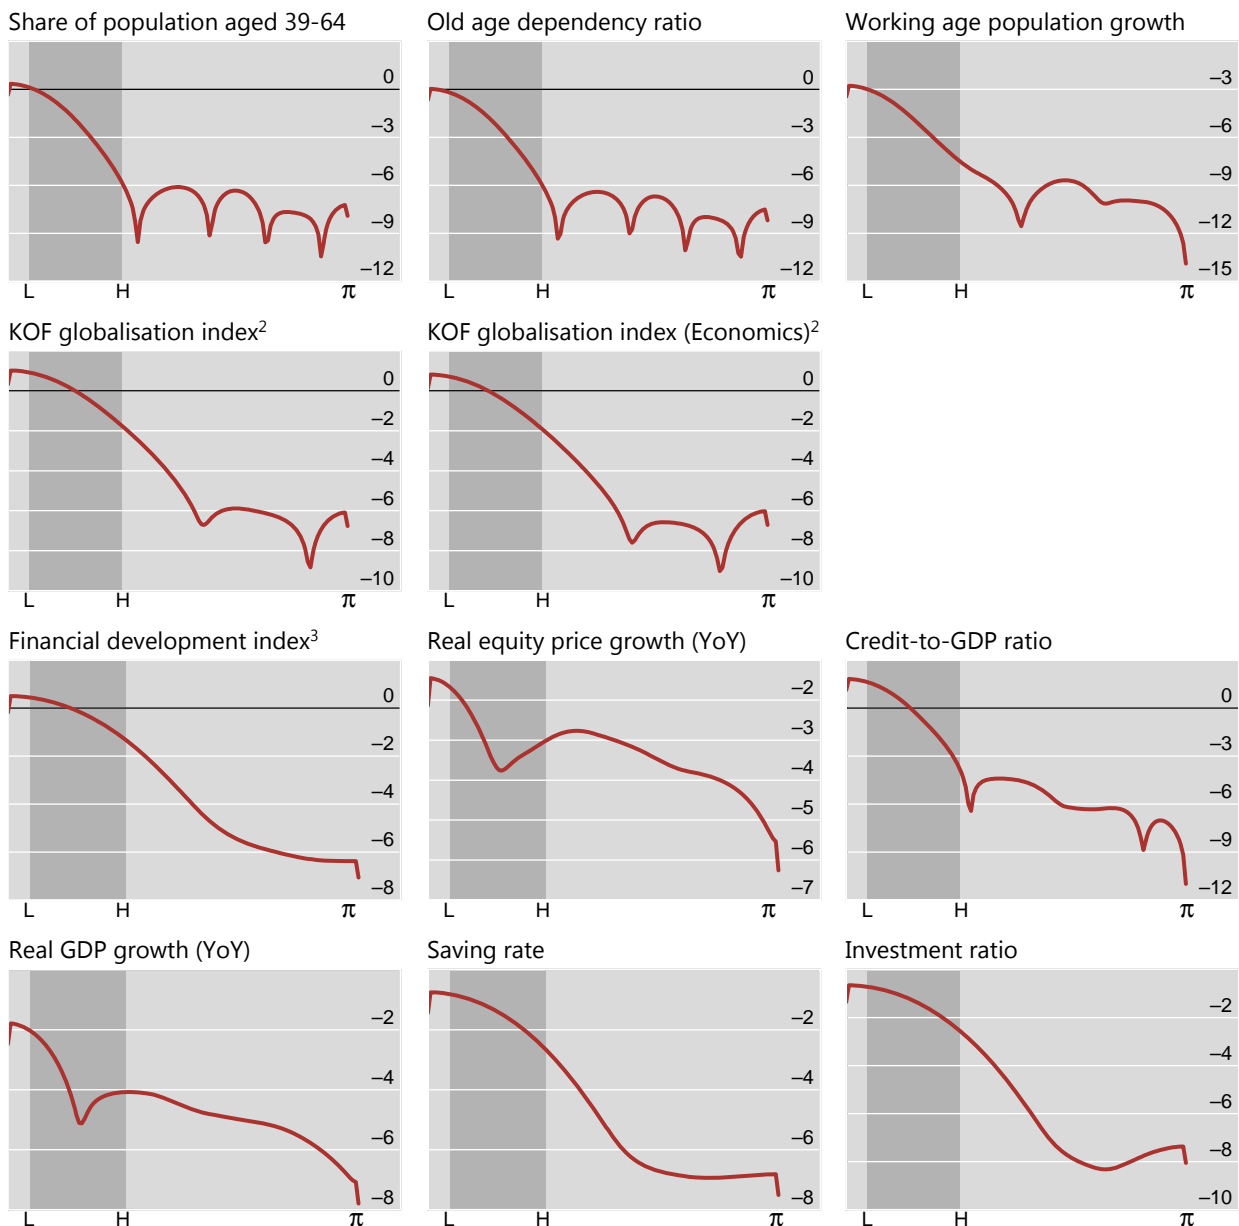 Share of population aged 39-64
0
–3
–6
–9
–12
L H π
Old age dependency ratio
0
–3
–6
–9
–12
L H π
Working age population growth
–3
–6
–9
–12
–15
L H π
KOF globalisation index²
0
–2
–4
–6
–8
–10
L H π
KOF globalisation index (Economics)²
0
–2
–4
–6
–8
–10
L H π
Financial development index³
0
–2
–4
–6
–8
L H π
Real equity price growth (YoY)
–2
–3
–4
–5
–6
–7
L H π
Credit-to-GDP ratio
0
–3
–6
–9
–12
L H π
Real GDP growth (YoY)
–2
–4
–6
–8
L H π
Saving rate
–2
–4
–6
–8
L H π
Investment ratio
–2
–4
–6
–8
–10
L H π